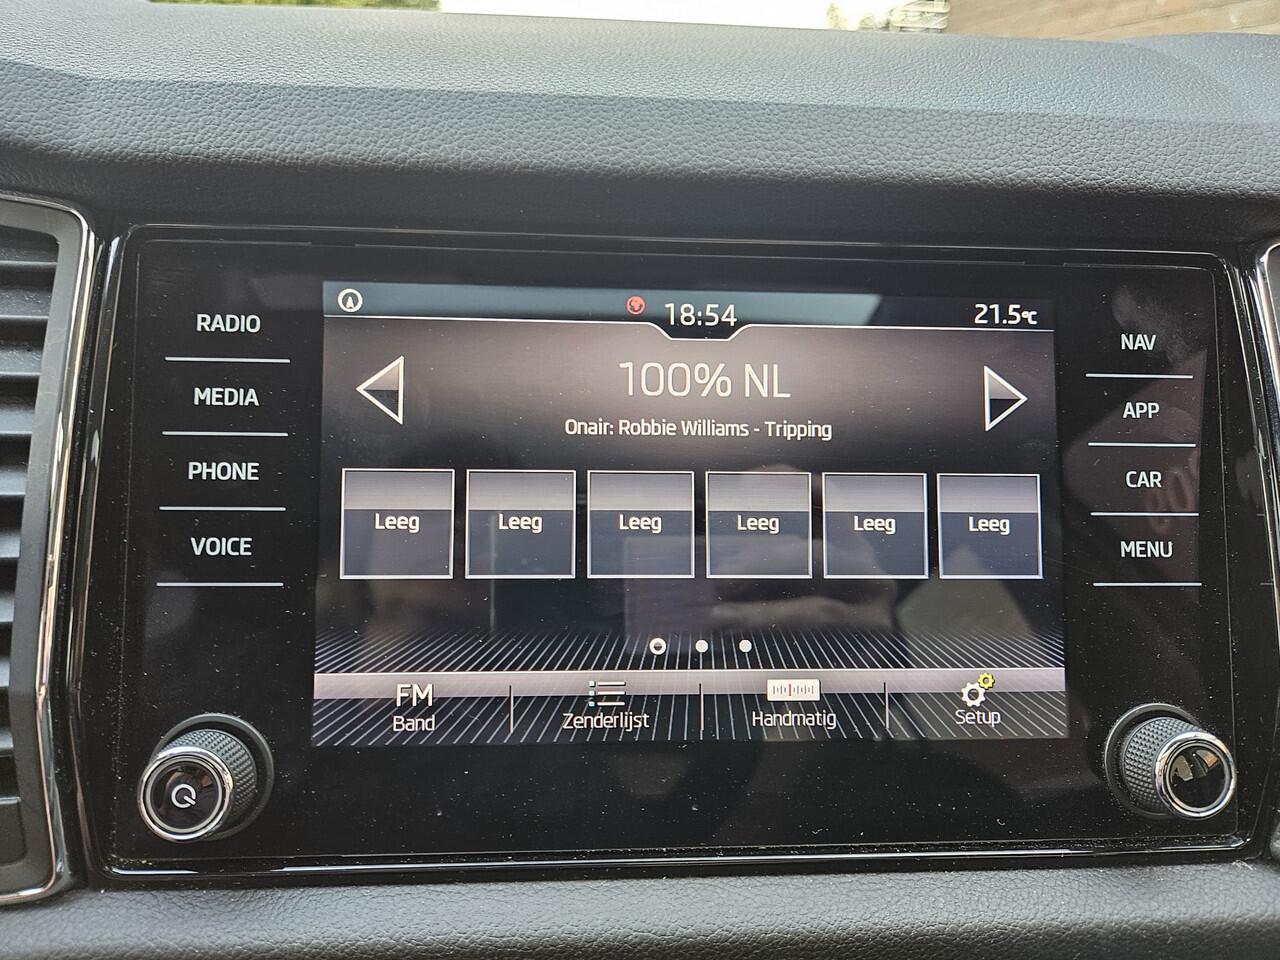 RADIO
MEDIA
PHONE
VOICE
18:54
21.5°C
100% NL
Onair: Robbie Williams - Tripping
Leeg
Leeg
Leeg
Leeg
Leeg
Leeg
FM
Band
Zenderlijst
Handmatig
Setup
NAV
APP
CAR
MENU